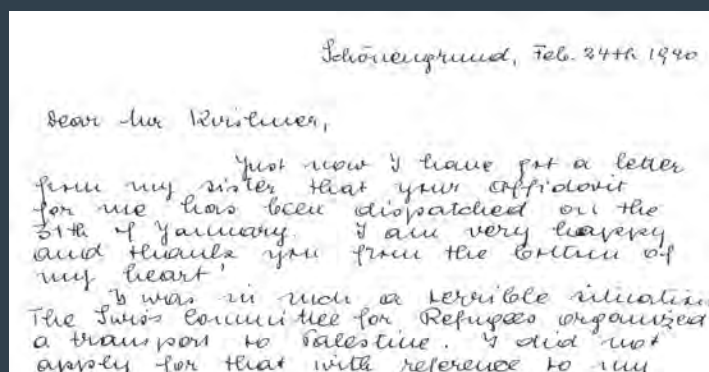 Schönengrund, Feb. 24th 1940
Dear Mr
Just now I have got a letter
from my sister that your affidavit
for me has been dispatched on the
31th of Yanuary. I am very happy
and thank you from the bottom of
my heart!
I was in such a terrible situation.
The Swiss Committee for Refugees organized
a transport to Palestine. I did not
apply for that with reference to my